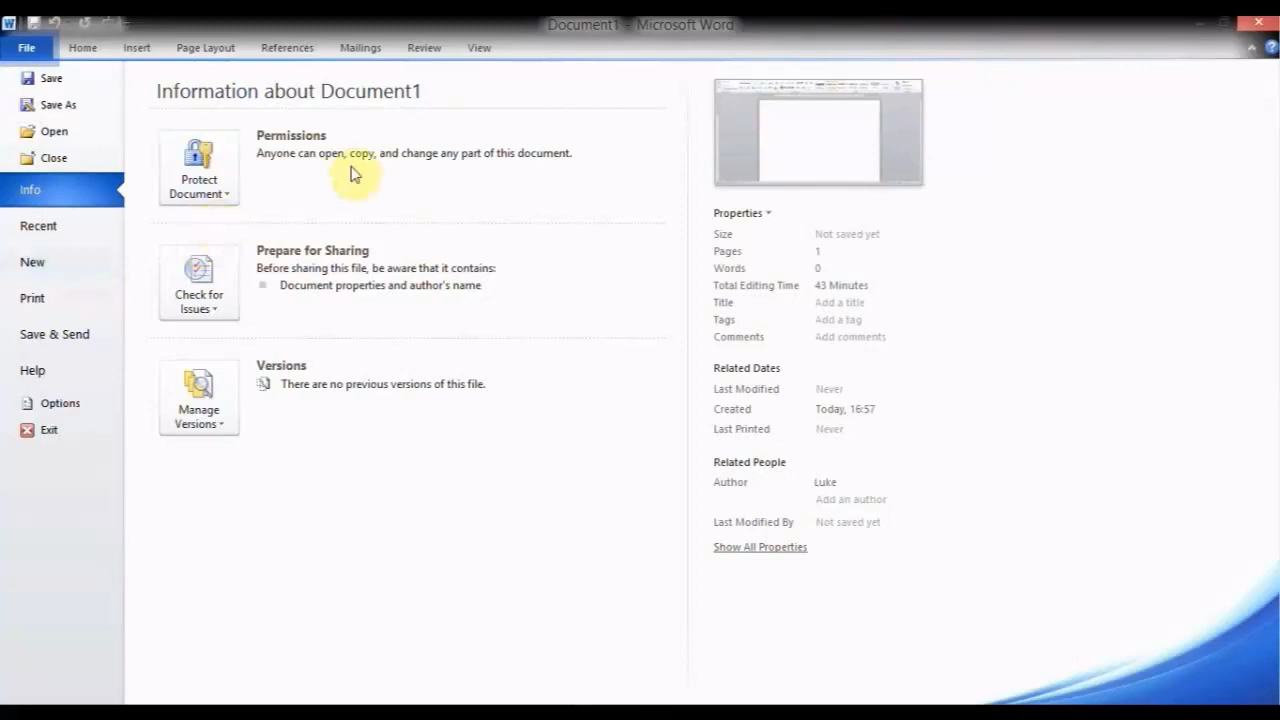 Document1 - Microsoft Word
File Home Insert Page Layout References Mailings Review View
Save
Save As
Open
Close
Info
Recent
New
Print
Save & Send
Help
Options
Exit
Information about Document1
Protect
Document
Permissions
Anyone can open, copy, and change any part of this document.
Check for
Issues
Prepare for Sharing
Before sharing this file, be aware that it contains:
Document properties and author's name
Manage
Versions
Versions
There are no previous versions of this file.
Properties
Size Not saved yet
Pages 1
Words 0
Total Editing Time 43 Minutes
Title Add a title
Tags Add a tag
Comments Add comments
Related Dates
Last Modified Never
Created Today, 16:57
Last Printed Never
Related People
Author Luke
Add an author
Last Modified By Not saved yet
Show All Properties